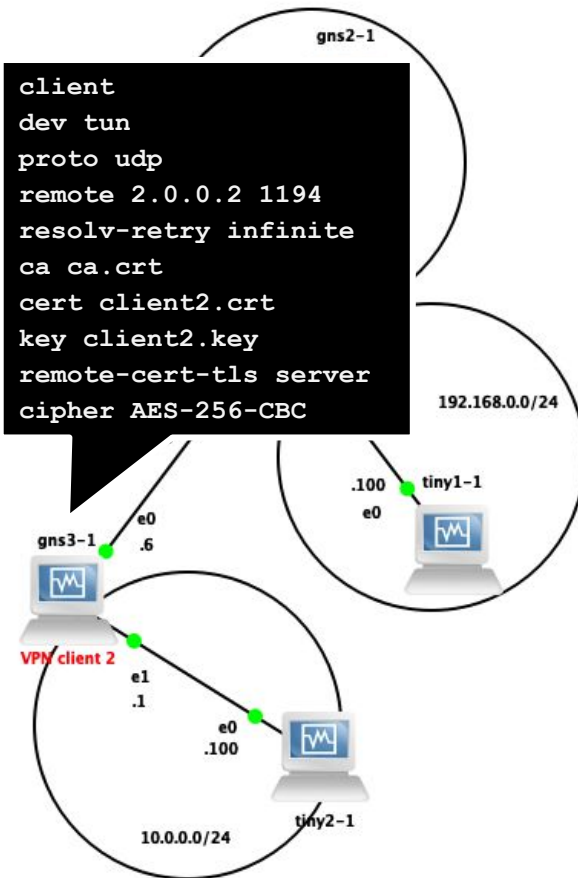 gns2-1
client
dev tun
proto udp
remote 2.0.0.2 1194
resolv-retry infinite
ca ca.crt
cert client2.crt
key client2.key
remote-cert-tls server
cipher AES-256-CBC
192.168.0.0/24
.100
tiny1-1
e0
e0
.6
gns3-1
VPN client 2
e1
.1
e0
.100
tiny2-1
10.0.0.0/24